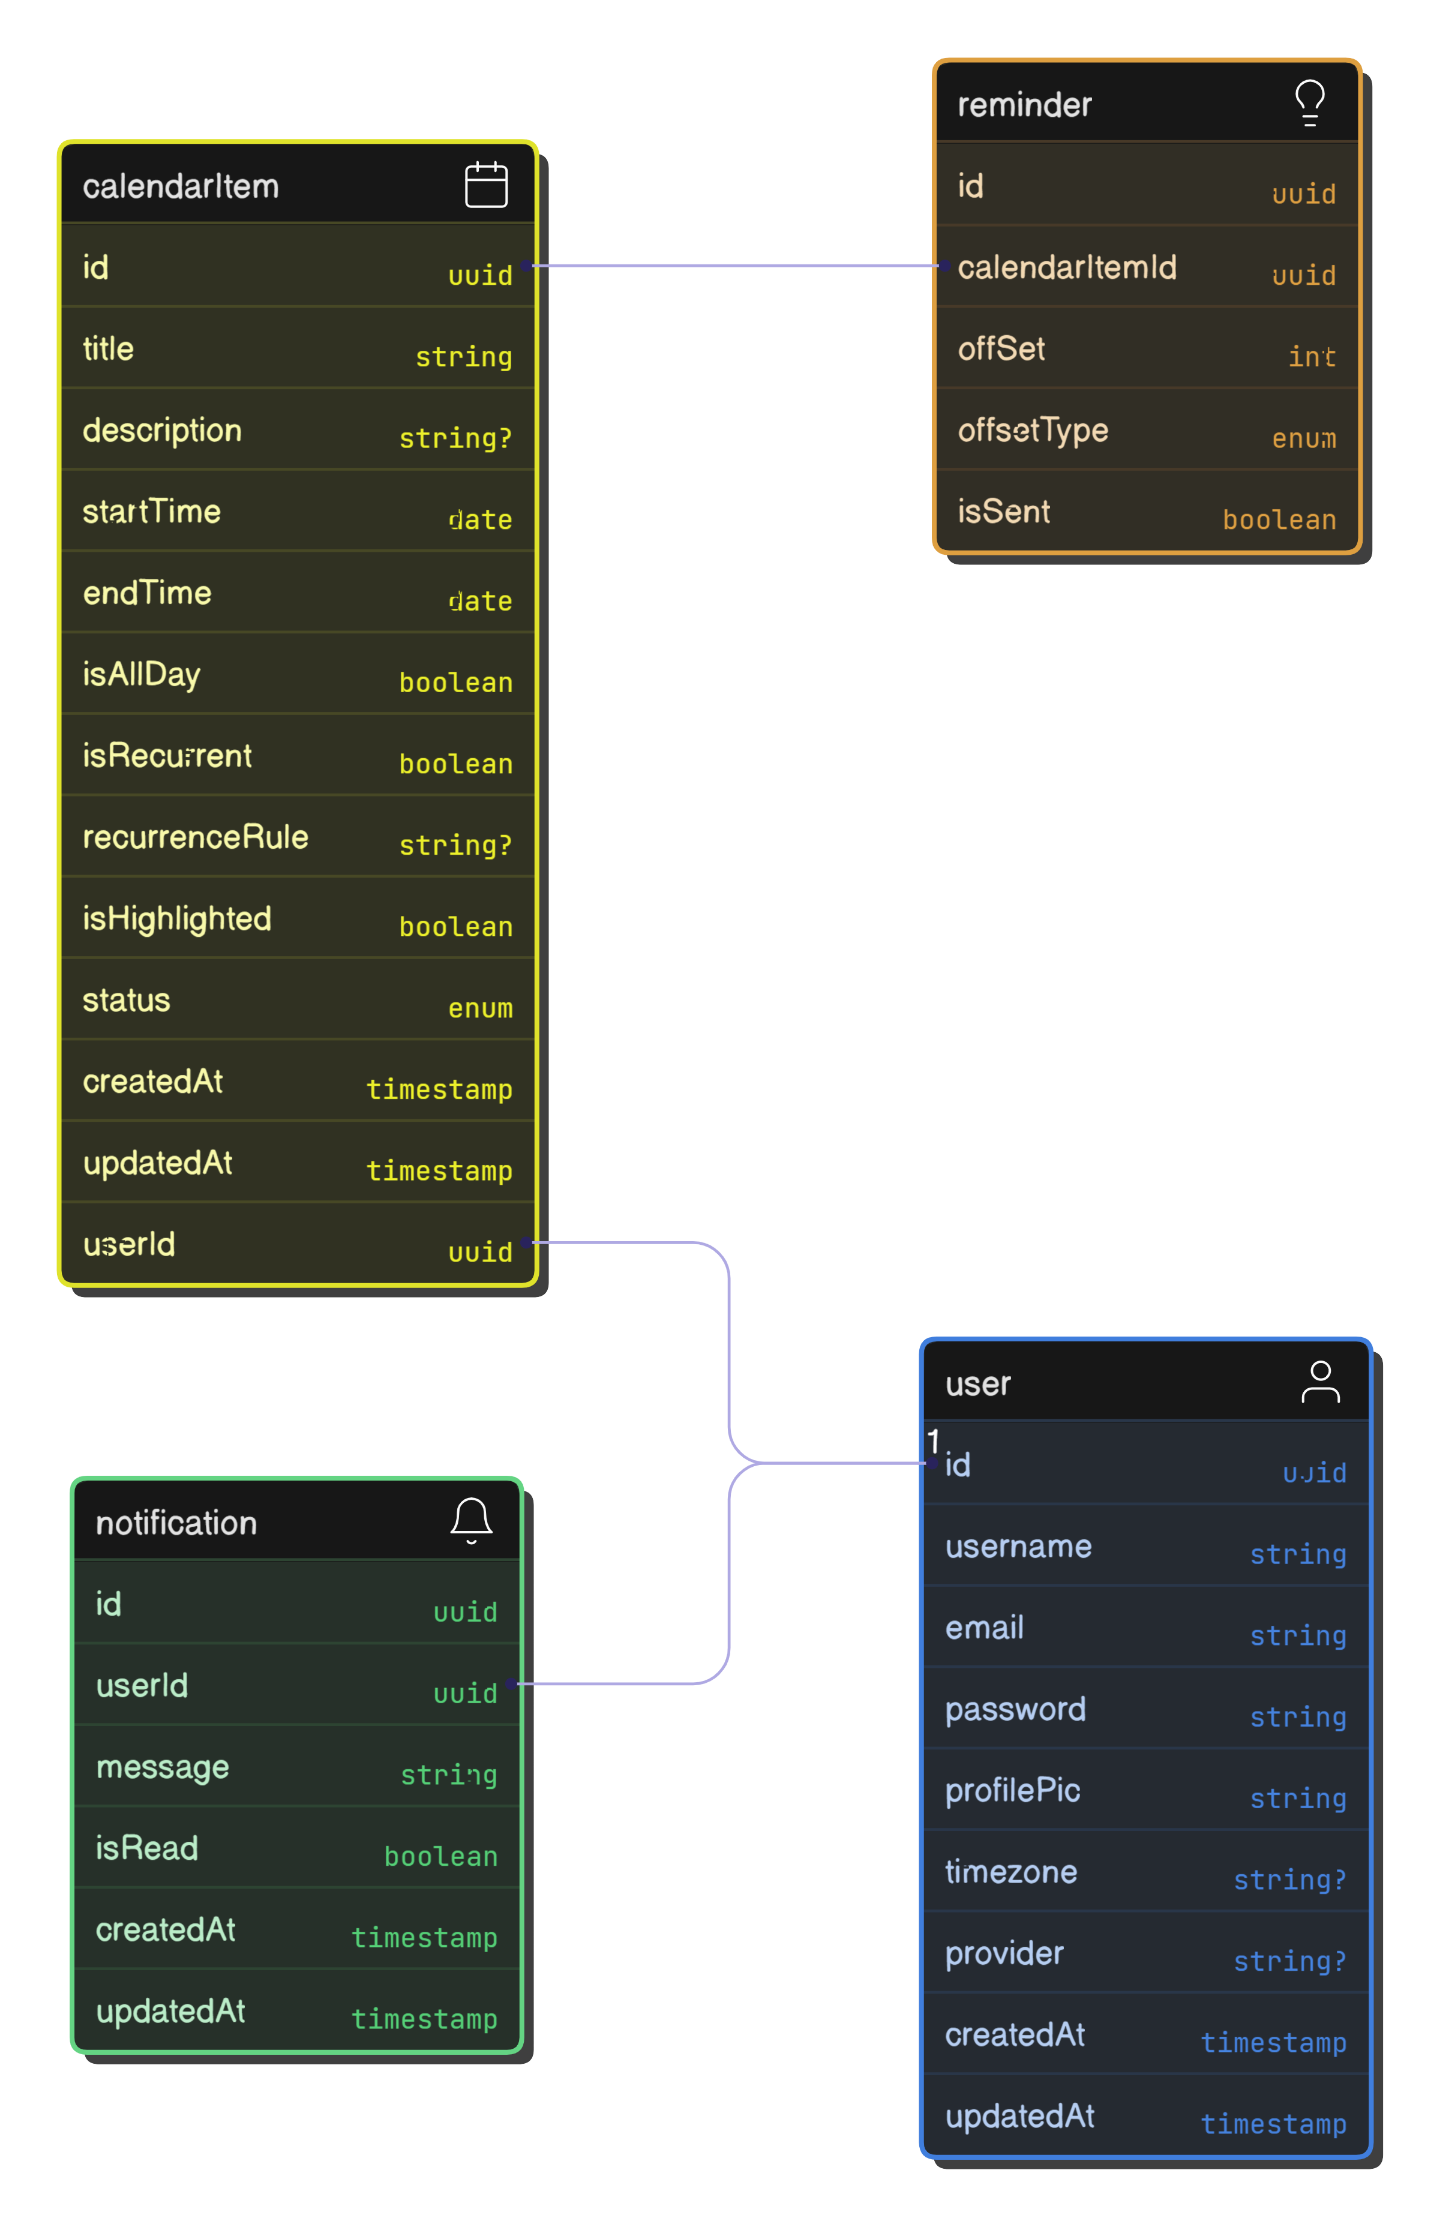 calendarItem
id uuid
title string
description string?
startTime date
endTime date
isAllDay boolean
isRecurrent boolean
recurrenceRule string?
isHighlighted boolean
status enum
createdAt timestamp
updatedAt timestamp
userId uuid
reminder
id uuid
calendarItemId uuid
offSet int
offsetType enum
isSent boolean
notification
id uuid
userId uuid
message string
isRead boolean
createdAt timestamp
updatedAt timestamp
user
1
id uuid
username string
email string
password string
profilePic string
timezone string?
provider string?
createdAt timestamp
updatedAt timestamp